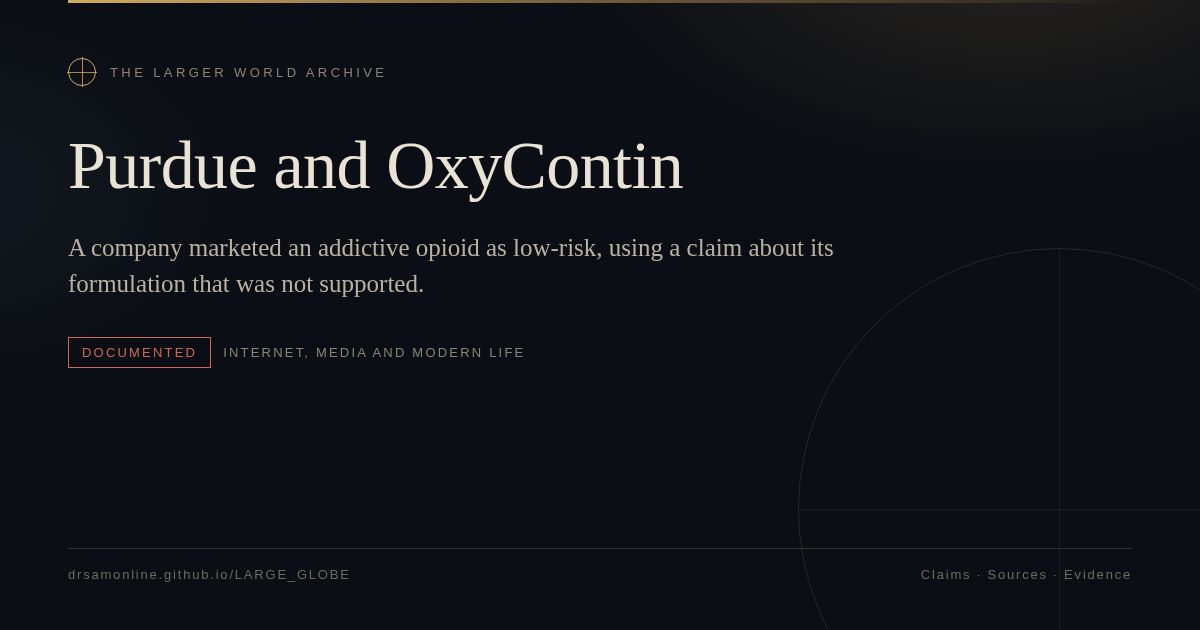 THE LARGER WORLD ARCHIVE
Purdue and OxyContin
A company marketed an addictive opioid as low-risk, using a claim about its
formulation that was not supported.
DOCUMENTED INTERNET, MEDIA AND MODERN LIFE
drsamonline.github.io/LARGE_GLOBE Claims · Sources · Evidence